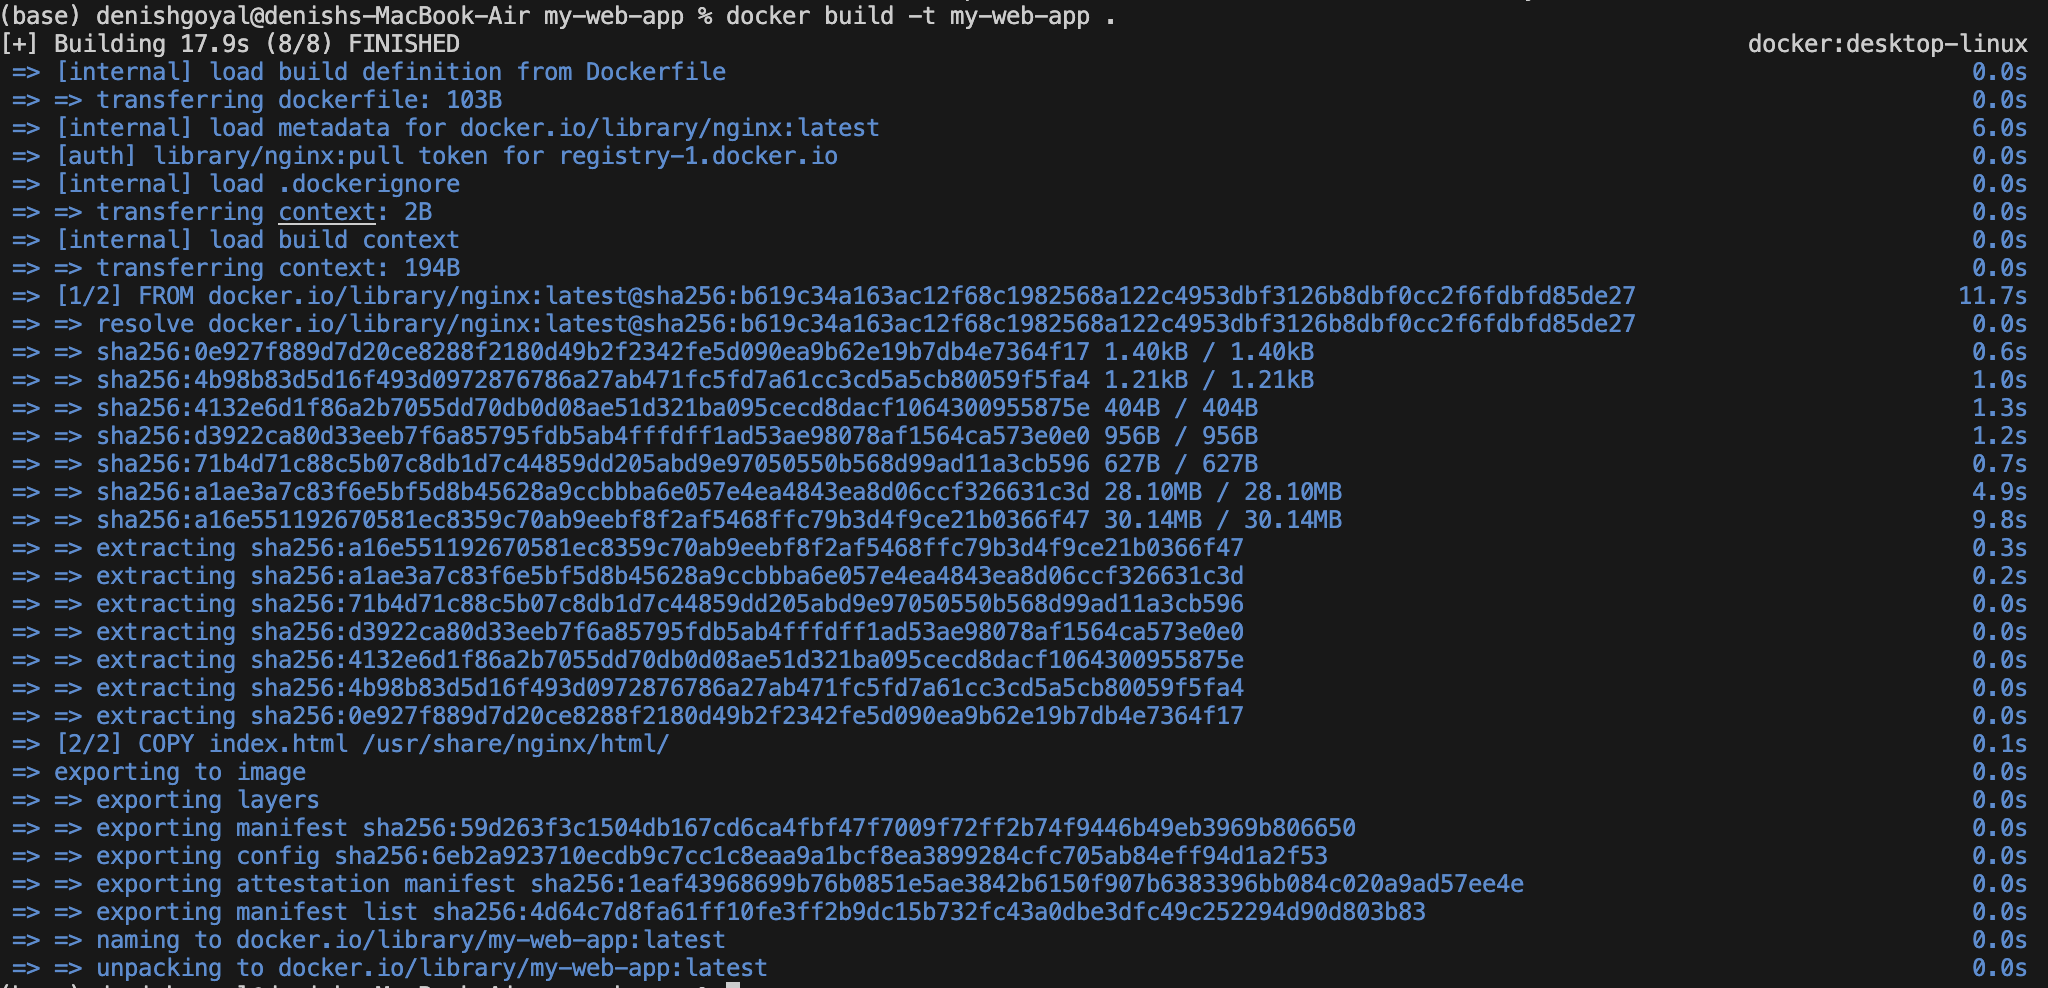 (base) denishgoyal@denishs-MacBook-Air my-web-app % docker build -t my-web-app .
[+] Building 17.9s (8/8) FINISHED docker:desktop-linux
=> [internal] load build definition from Dockerfile 0.0s
=> => transferring dockerfile: 103B 0.0s
=> [internal] load metadata for docker.io/library/nginx:latest 6.0s
=> [auth] library/nginx:pull token for registry-1.docker.io 0.0s
=> [internal] load .dockerignore 0.0s
=> => transferring context: 2B 0.0s
=> [internal] load build context 0.0s
=> => transferring context: 194B 0.0s
=> [1/2] FROM docker.io/library/nginx:latest@sha256:b619c34a163ac12f68c1982568a122c4953dbf3126b8dbf0cc2f6fdbfd85de27 11.7s
=> => resolve docker.io/library/nginx:latest@sha256:b619c34a163ac12f68c1982568a122c4953dbf3126b8dbf0cc2f6fdbfd85de27 0.0s
=> => sha256:0e927f889d7d20ce8288f2180d49b2f2342fe5d090ea9b62e19b7db4e7364f17 1.40kB / 1.40kB 0.6s
=> => sha256:4b98b83d5d16f493d0972876786a27ab471fc5fd7a61cc3cd5a5cb80059f5fa4 1.21kB / 1.21kB 1.0s
=> => sha256:4132e6d1f86a2b7055dd70db0d08ae51d321ba095cecd8dacf1064300955875e 404B / 404B 1.3s
=> => sha256:d3922ca80d33eeb7f6a85795fdb5ab4fffdff1ad53ae98078af1564ca573e0e0 956B / 956B 1.2s
=> => sha256:71b4d71c88c5b07c8db1d7c44859dd205abd9e97050550b568d99ad11a3cb596 627B / 627B 0.7s
=> => sha256:a1ae3a7c83f6e5bf5d8b45628a9ccbbba6e057e4ea4843ea8d06ccf326631c3d 28.10MB / 28.10MB 4.9s
=> => sha256:a16e551192670581ec8359c70ab9eebf8f2af5468ffc79b3d4f9ce21b0366f47 30.14MB / 30.14MB 9.8s
=> => extracting sha256:a16e551192670581ec8359c70ab9eebf8f2af5468ffc79b3d4f9ce21b0366f47 0.3s
=> => extracting sha256:a1ae3a7c83f6e5bf5d8b45628a9ccbbba6e057e4ea4843ea8d06ccf326631c3d 0.2s
=> => extracting sha256:71b4d71c88c5b07c8db1d7c44859dd205abd9e97050550b568d99ad11a3cb596 0.0s
=> => extracting sha256:d3922ca80d33eeb7f6a85795fdb5ab4fffdff1ad53ae98078af1564ca573e0e0 0.0s
=> => extracting sha256:4132e6d1f86a2b7055dd70db0d08ae51d321ba095cecd8dacf1064300955875e 0.0s
=> => extracting sha256:4b98b83d5d16f493d0972876786a27ab471fc5fd7a61cc3cd5a5cb80059f5fa4 0.0s
=> => extracting sha256:0e927f889d7d20ce8288f2180d49b2f2342fe5d090ea9b62e19b7db4e7364f17 0.0s
=> [2/2] COPY index.html /usr/share/nginx/html/ 0.1s
=> exporting to image 0.0s
=> => exporting layers 0.0s
=> => exporting manifest sha256:59d263f3c1504db167cd6ca4fbf47f7009f72ff2b74f9446b49eb3969b806650 0.0s
=> => exporting config sha256:6eb2a923710ecdb9c7cc1c8eaa9a1bcf8ea3899284cfc705ab84eff94d1a2f53 0.0s
=> => exporting attestation manifest sha256:1eaf43968699b76b0851e5ae3842b6150f907b6383396bb084c020a9ad57ee4e 0.0s
=> => exporting manifest list sha256:4d64c7d8fa61ff10fe3ff2b9dc15b732fc43a0dbe3dfc49c252294d90d803b83 0.0s
=> => naming to docker.io/library/my-web-app:latest 0.0s
=> => unpacking to docker.io/library/my-web-app:latest 0.0s